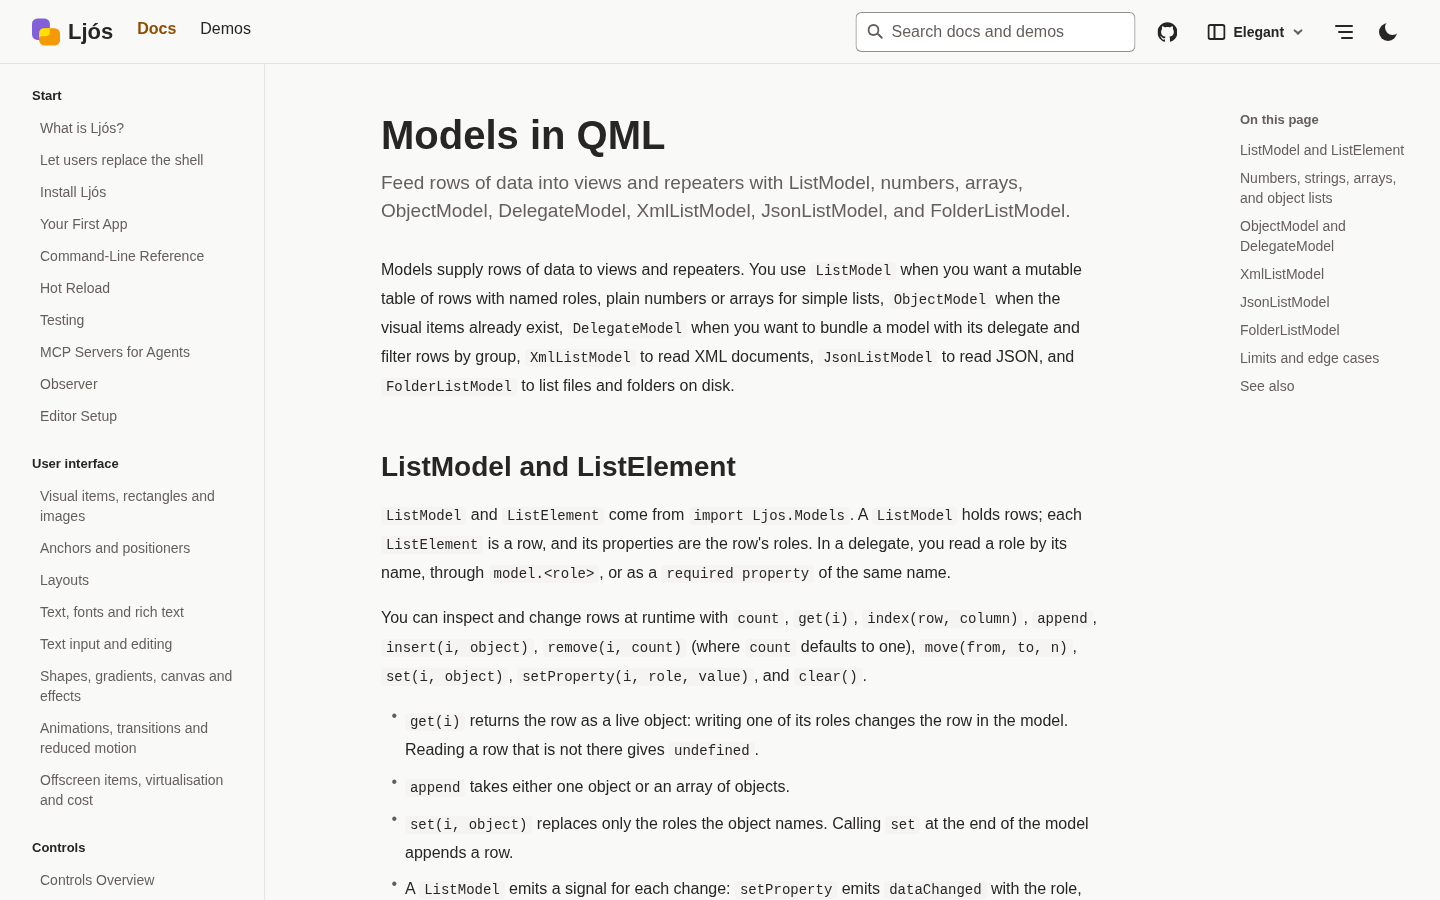 Ljós
Docs
Demos
Search docs and demos
Elegant
Start
What is Ljós?
Let users replace the shell
Install Ljós
Your First App
Command-Line Reference
Hot Reload
Testing
MCP Servers for Agents
Observer
Editor Setup
User interface
Visual items, rectangles and
images
Anchors and positioners
Layouts
Text, fonts and rich text
Text input and editing
Shapes, gradients, canvas and
effects
Animations, transitions and
reduced motion
Offscreen items, virtualisation
and cost
Controls
Controls Overview
Models in QML
Feed rows of data into views and repeaters with ListModel, numbers, arrays,
ObjectModel, DelegateModel, XmlListModel, JsonListModel, and FolderListModel.
Models supply rows of data to views and repeaters. You use ListModel when you want a mutable
table of rows with named roles, plain numbers or arrays for simple lists, ObjectModel when the
visual items already exist, DelegateModel when you want to bundle a model with its delegate and
filter rows by group, XmlListModel to read XML documents, JsonListModel to read JSON, and
FolderListModel to list files and folders on disk.
ListModel and ListElement
ListModel and ListElement come from import Ljos.Models. A ListModel holds rows; each
ListElement is a row, and its properties are the row's roles. In a delegate, you read a role by its
name, through model.<role>, or as a required property of the same name.
You can inspect and change rows at runtime with count, get(i), index(row, column), append,
insert(i, object), remove(i, count) (where count defaults to one), move(from, to, n),
set(i, object), setProperty(i, role, value), and clear().
• get(i) returns the row as a live object: writing one of its roles changes the row in the model.
Reading a row that is not there gives undefined.
• append takes either one object or an array of objects.
• set(i, object) replaces only the roles the object names. Calling set at the end of the model
appends a row.
• A ListModel emits a signal for each change: setProperty emits dataChanged with the role,
On this page
ListModel and ListElement
Numbers, strings, arrays,
and object lists
ObjectModel and
DelegateModel
XmlListModel
JsonListModel
FolderListModel
Limits and edge cases
See also